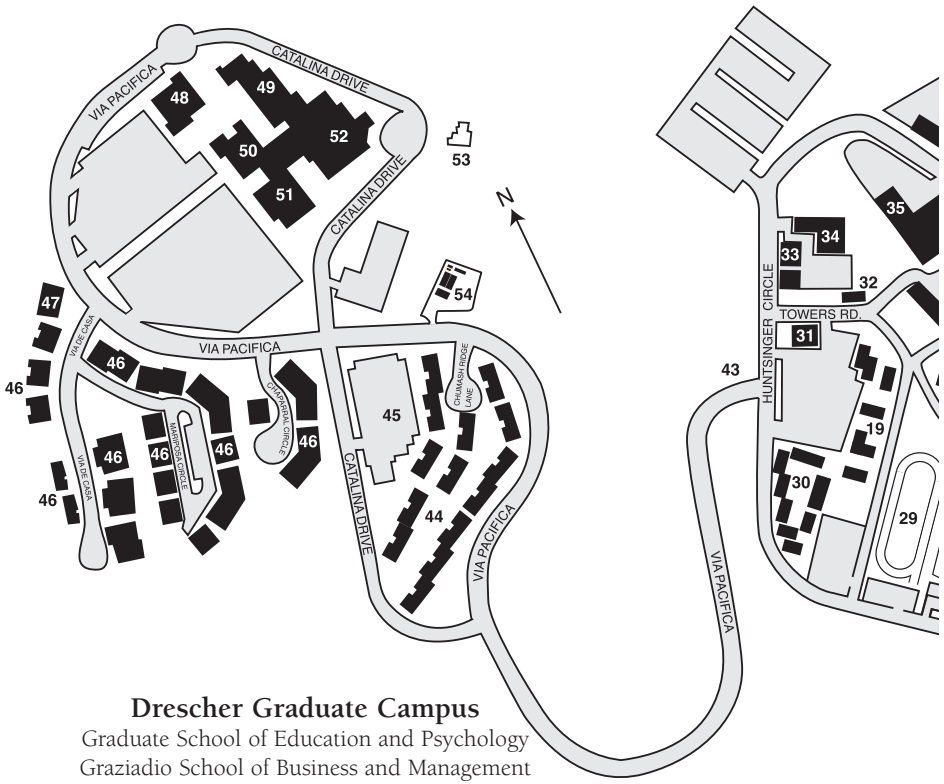 CATALINA DRIVE
VIA PACIFICA
49
48
52
35
50
53
51
CATALINA DRIVE
N
34
33
32
54
47
HUNTSINGER CIRCLE
TOWERS RD.
VIA DE CASA
31
VIA PACIFICA
46
43
CHUMASH RIDGE
LANE
46
CHAPARRAL CIRCLE
45
19
MARIPOSA CIRCLE
46
46
46
46
VIA DE CASA
CATALINA DRIVE
30
46
44
29
VIA PACIFICA
VIA PACIFICA
Drescher Graduate Campus
Graduate School of Education and Psychology
Graziadio School of Business and Management